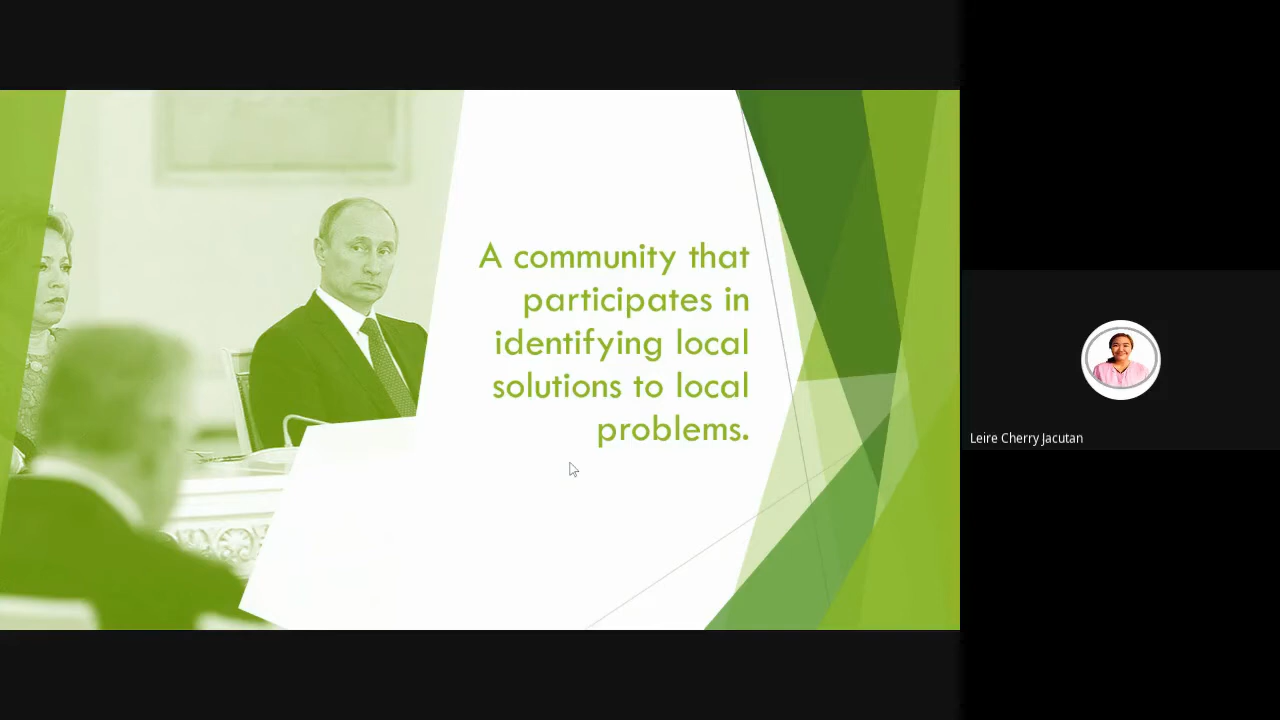 A community that
participates in
identifying local
solutions to local
problems.
Leire Cherry Jacutan